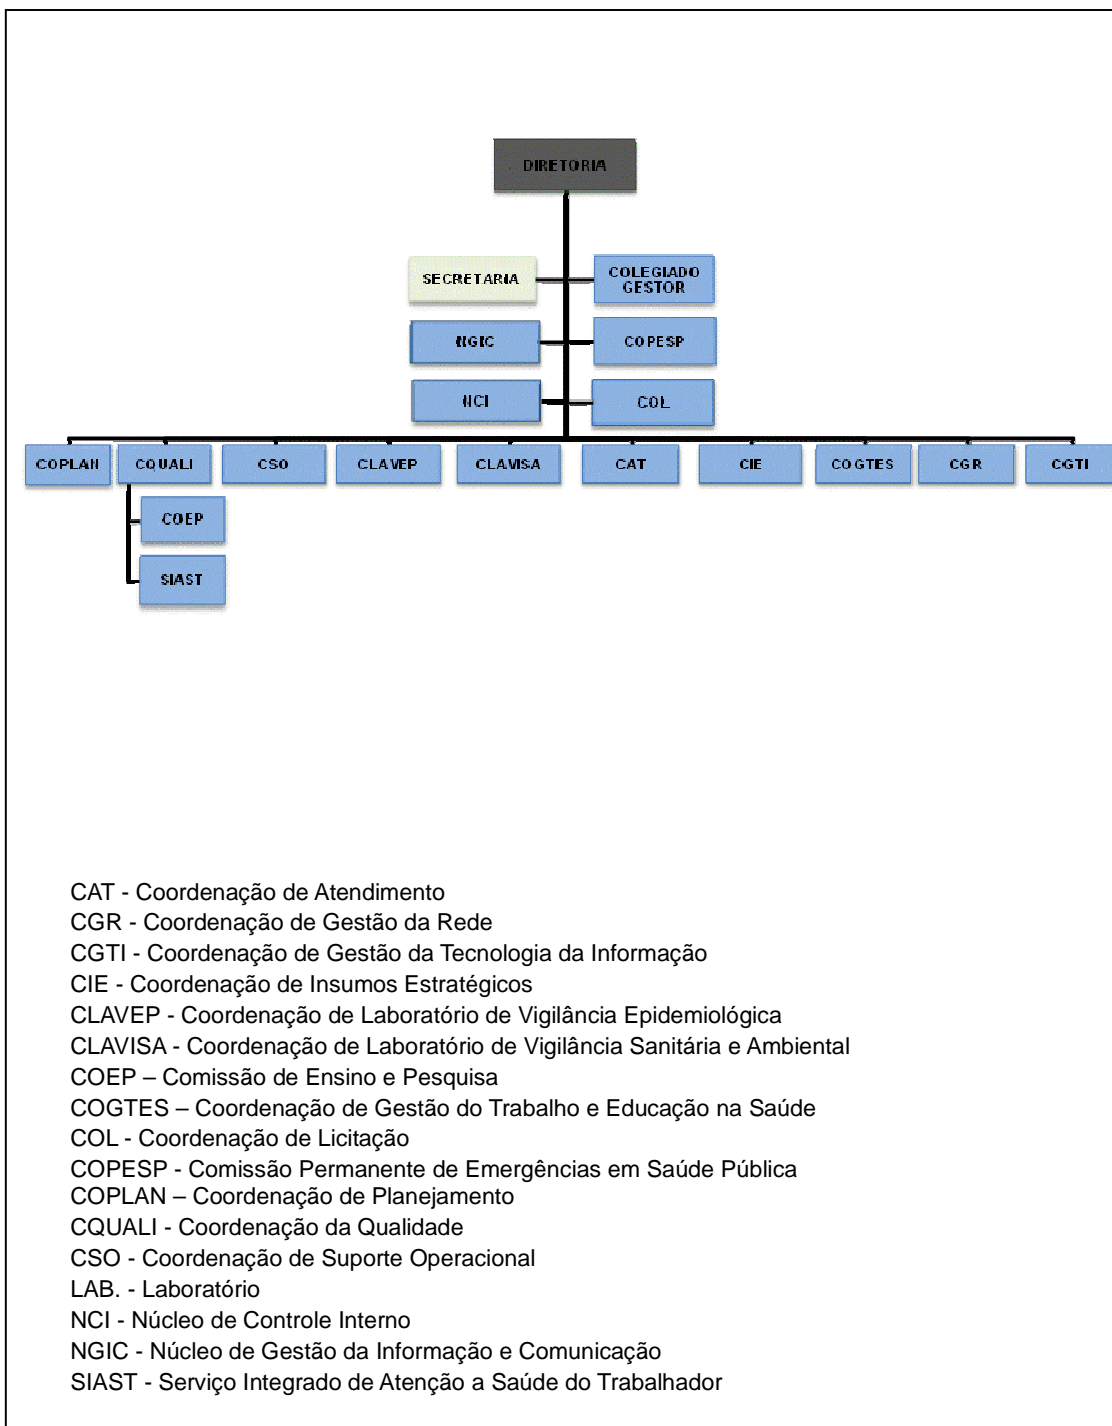 DIRETORIA
SECRETARIA
COLEGIADO
GESTOR
NGIC
COPESP
NCI
COL
COPLAN
CQUALI
CSO
CLAVEP
CLAVISA
CAT
CIE
COGTES
CGR
CGTI
COEP
SIAST
CAT - Coordenação de Atendimento
CGR - Coordenação de Gestão da Rede
CGTI - Coordenação de Gestão da Tecnologia da Informação
CIE - Coordenação de Insumos Estratégicos
CLAVEP - Coordenação de Laboratório de Vigilância Epidemiológica
CLAVISA - Coordenação de Laboratório de Vigilância Sanitária e Ambiental
COEP – Comissão de Ensino e Pesquisa
COGTES – Coordenação de Gestão do Trabalho e Educação na Saúde
COL - Coordenação de Licitação
COPESP - Comissão Permanente de Emergências em Saúde Pública
COPLAN – Coordenação de Planejamento
CQUALI - Coordenação da Qualidade
CSO - Coordenação de Suporte Operacional
LAB. - Laboratório
NCI - Núcleo de Controle Interno
NGIC - Núcleo de Gestão da Informação e Comunicação
SIAST - Serviço Integrado de Atenção a Saúde do Trabalhador